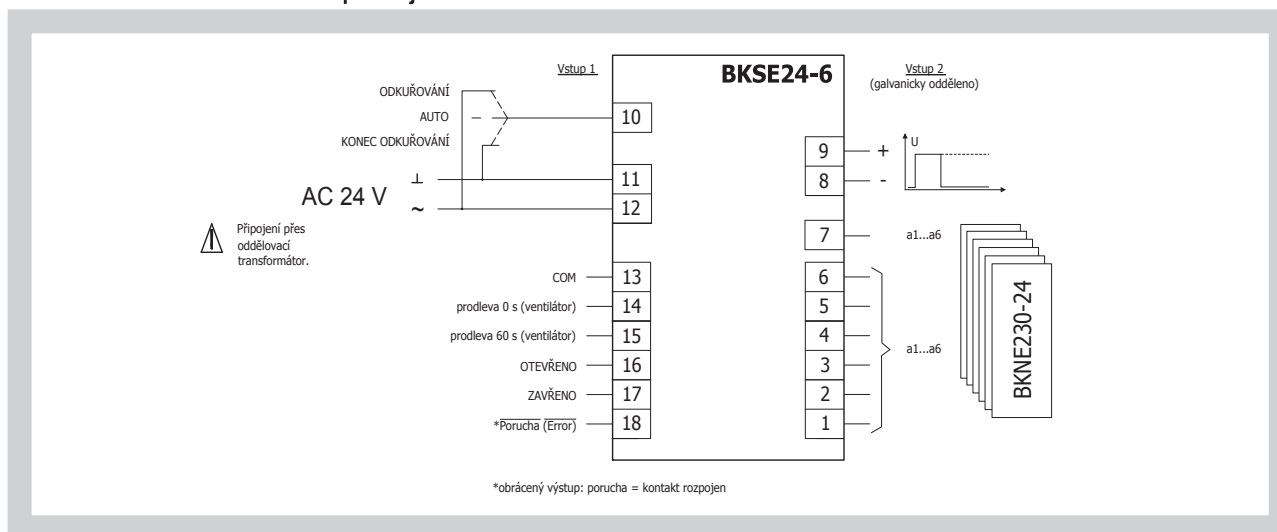 Vstup 1
BKSE24-6
Vstup 2
(galvanicky odděleno)
ODKUŘOVÁNÍ
AUTO
KONEC ODKUŘOVÁNÍ
10
9
+
U
8
-
AC 24 V
⊥
11
~
12
Připojení přes
oddělovací
transformátor.
7
a1...a6
COM
13
6
prodleva 0 s (ventilátor)
14
5
prodleva 60 s (ventilátor)
15
4
a1...a6
OTEVŘENO
16
3
ZAVŘENO
17
2
*Porucha (Error)
18
1
BKNE230-24
*obrácený výstup: porucha = kontakt rozpojen